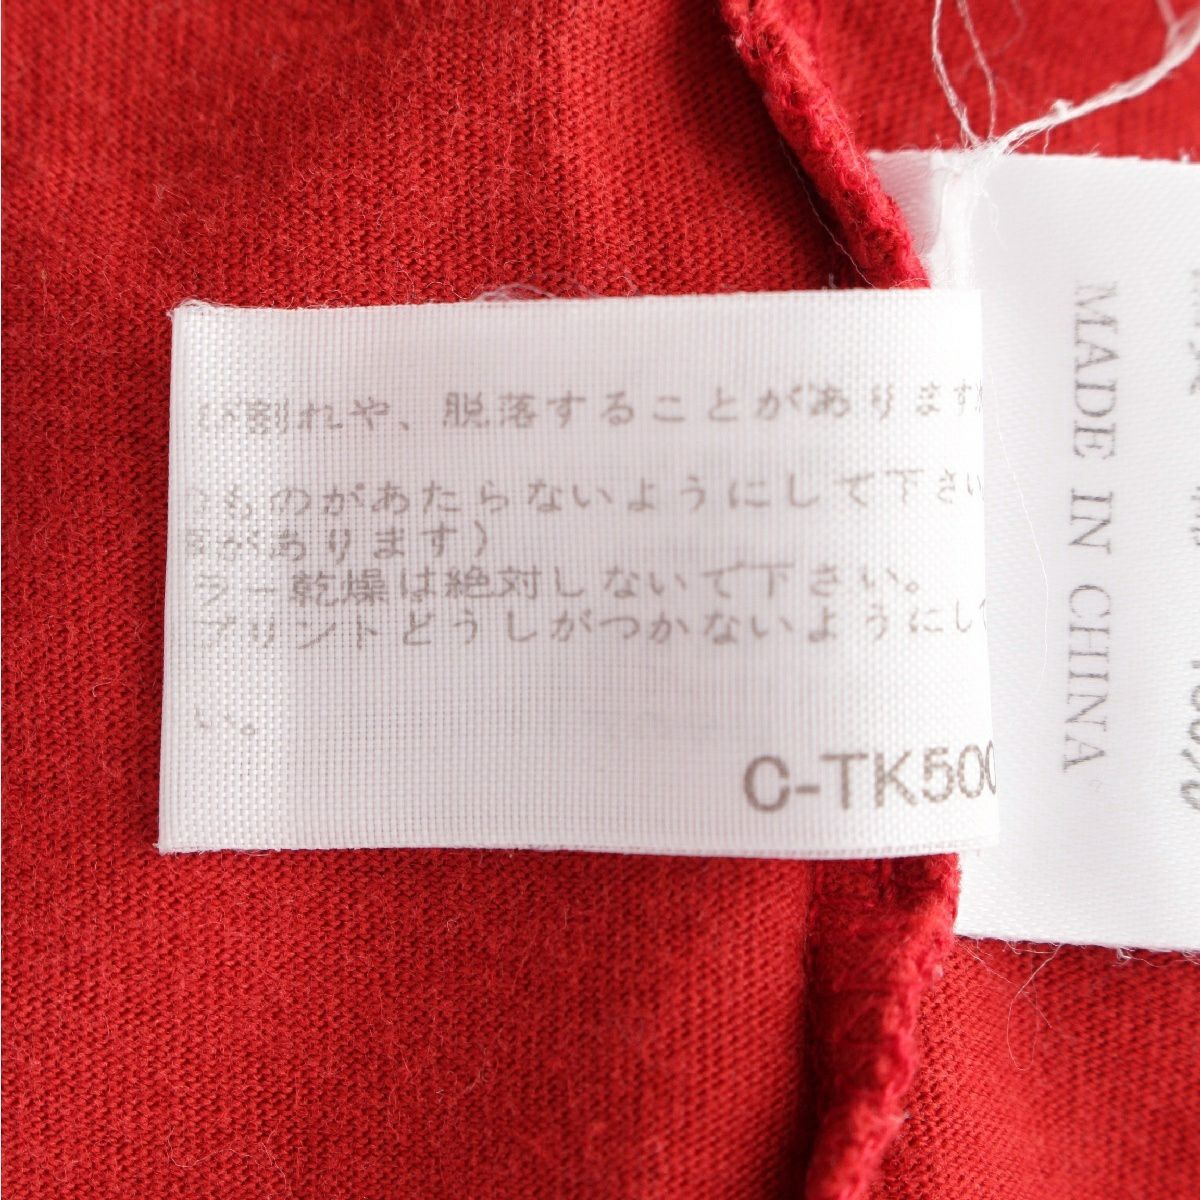 割れや、脱落することがあります
ものがあたらないようにして下さい
があります)
ラー乾燥は絶対しないで下さい。
プリントどうしがつかないようにして
い。
C-TK500
MADE IN CHINA